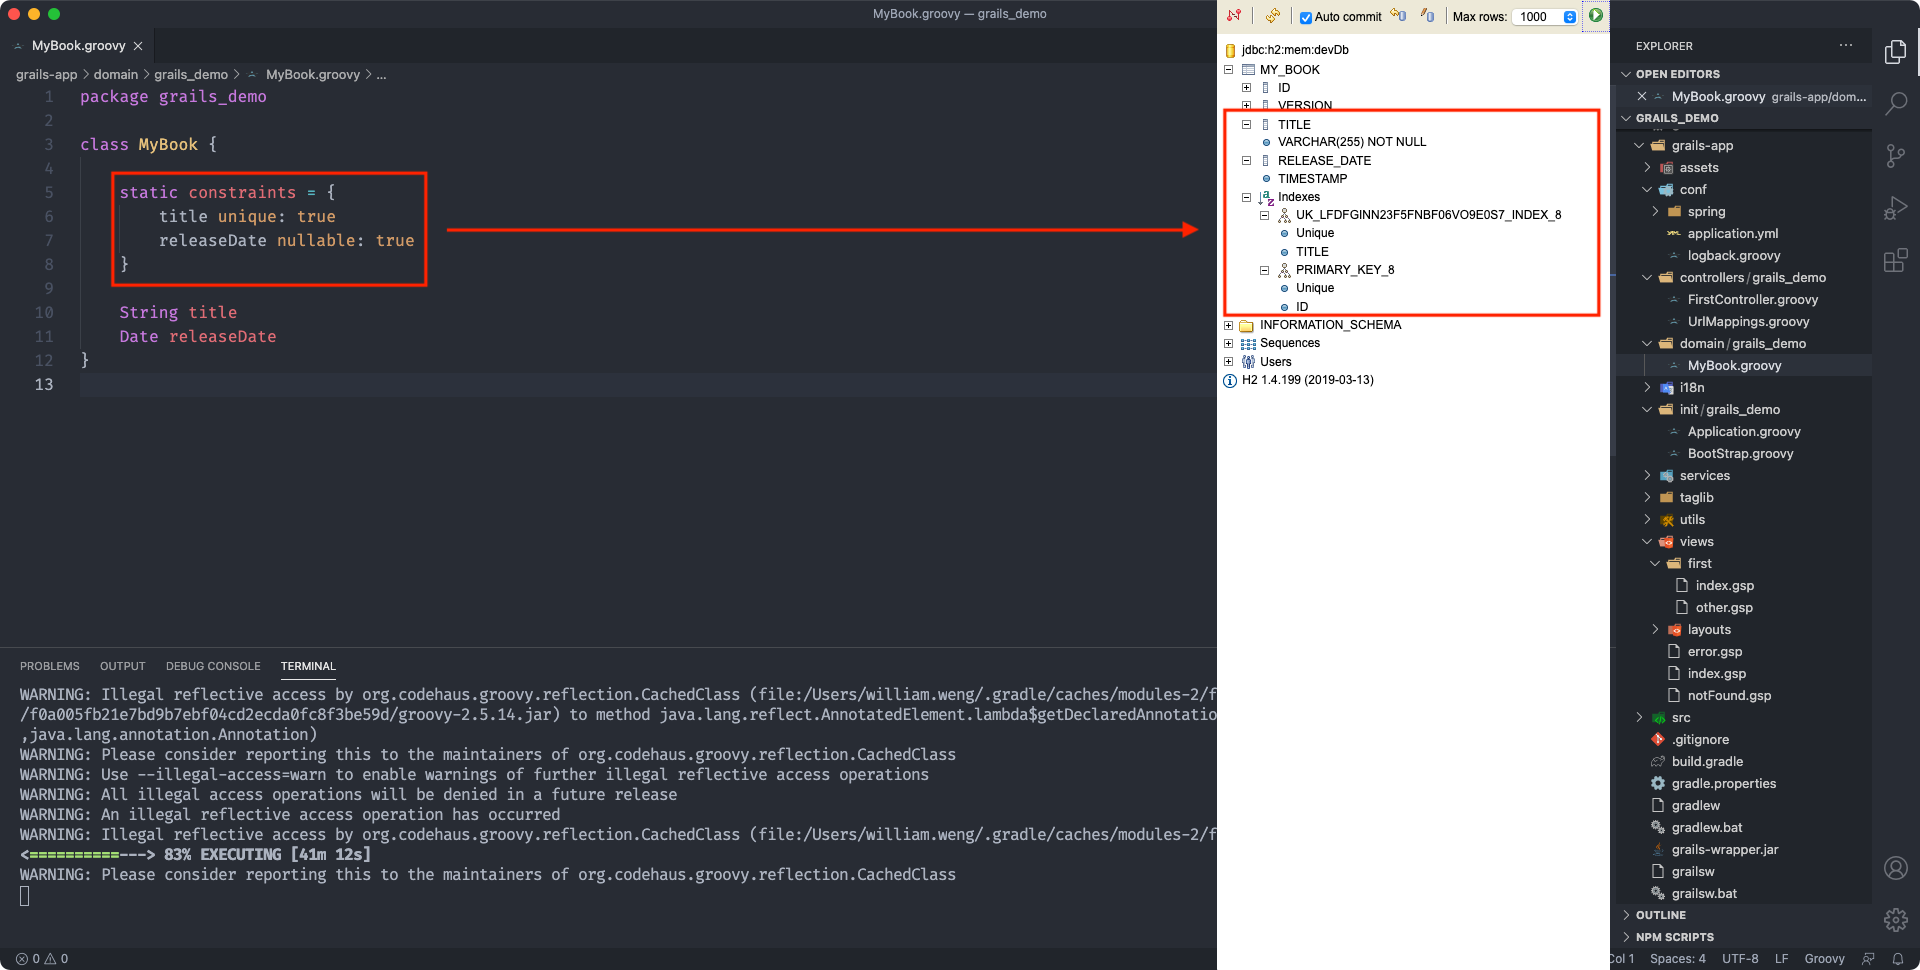 MyBook.groovy — grails_demo
MyBook.groovy
grails-app > domain > grails_demo > MyBook.groovy > ...
1 package grails_demo
2
3 class MyBook {
4
5 static constraints = {
6 title unique: true
7 releaseDate nullable: true
8 }
9
10 String title
11 Date releaseDate
12 }
13
PROBLEMS OUTPUT DEBUG CONSOLE TERMINAL
WARNING: Illegal reflective access by org.codehaus.groovy.reflection.CachedClass (file:/Users/william.weng/.gradle/caches/modules-2/f
/f0a005fb21e7bd9b7ebf04cd2ecda0fc8f3be59d/groovy-2.5.14.jar) to method java.lang.reflect.AnnotatedElement.lambda$getDeclaredAnnotatio
,java.lang.annotation.Annotation)
WARNING: Please consider reporting this to the maintainers of org.codehaus.groovy.reflection.CachedClass
WARNING: Use --illegal-access=warn to enable warnings of further illegal reflective access operations
WARNING: All illegal access operations will be denied in a future release
WARNING: An illegal reflective access operation has occurred
WARNING: Illegal reflective access by org.codehaus.groovy.reflection.CachedClass (file:/Users/william.weng/.gradle/caches/modules-2/f
<==========---> 83% EXECUTING [41m 12s]
WARNING: Please consider reporting this to the maintainers of org.codehaus.groovy.reflection.CachedClass
0 0
Auto commit Max rows: 1000
jdbc:h2:mem:devDb
MY_BOOK
ID
VERSION
TITLE
VARCHAR(255) NOT NULL
RELEASE_DATE
TIMESTAMP
Indexes
UK_LFDFGINN23F5FNBF06VO9E0S7_INDEX_8
Unique
TITLE
PRIMARY_KEY_8
Unique
ID
INFORMATION_SCHEMA
Sequences
Users
H2 1.4.199 (2019-03-13)
EXPLORER ...
OPEN EDITORS
MyBook.groovy grails-app/dom...
GRAILS_DEMO
grails-app
assets
conf
spring
application.yml
logback.groovy
controllers/grails_demo
FirstController.groovy
UrlMappings.groovy
domain/grails_demo
MyBook.groovy
i18n
init/grails_demo
Application.groovy
BootStrap.groovy
services
taglib
utils
views
first
index.gsp
other.gsp
layouts
error.gsp
index.gsp
notFound.gsp
src
.gitignore
build.gradle
gradle.properties
gradlew
gradlew.bat
grails-wrapper.jar
grailsw
grailsw.bat
OUTLINE
NPM SCRIPTS
Col 1 Spaces: 4 UTF-8 LF Groovy